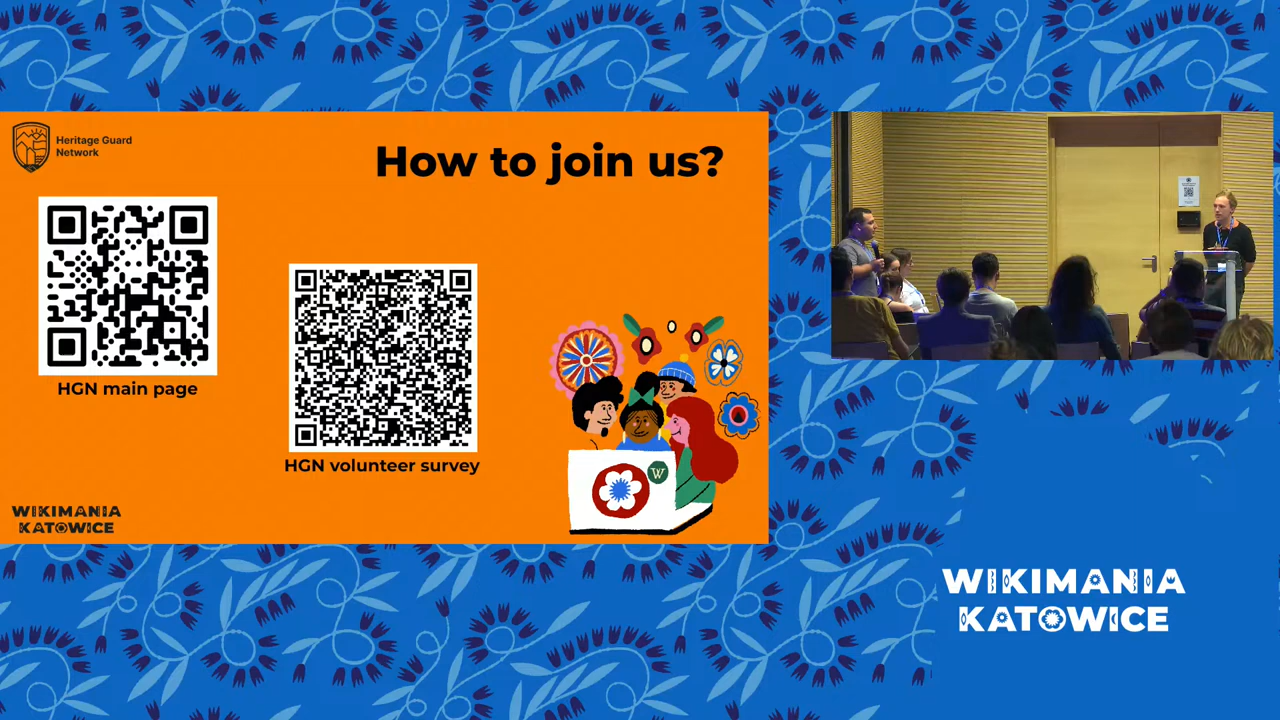 Heritage Guard
Network
How to join us?
HGN main page
HGN volunteer survey
W
WIKIMANIA
KATOWICE
WIKIMANIA
KATOWICE